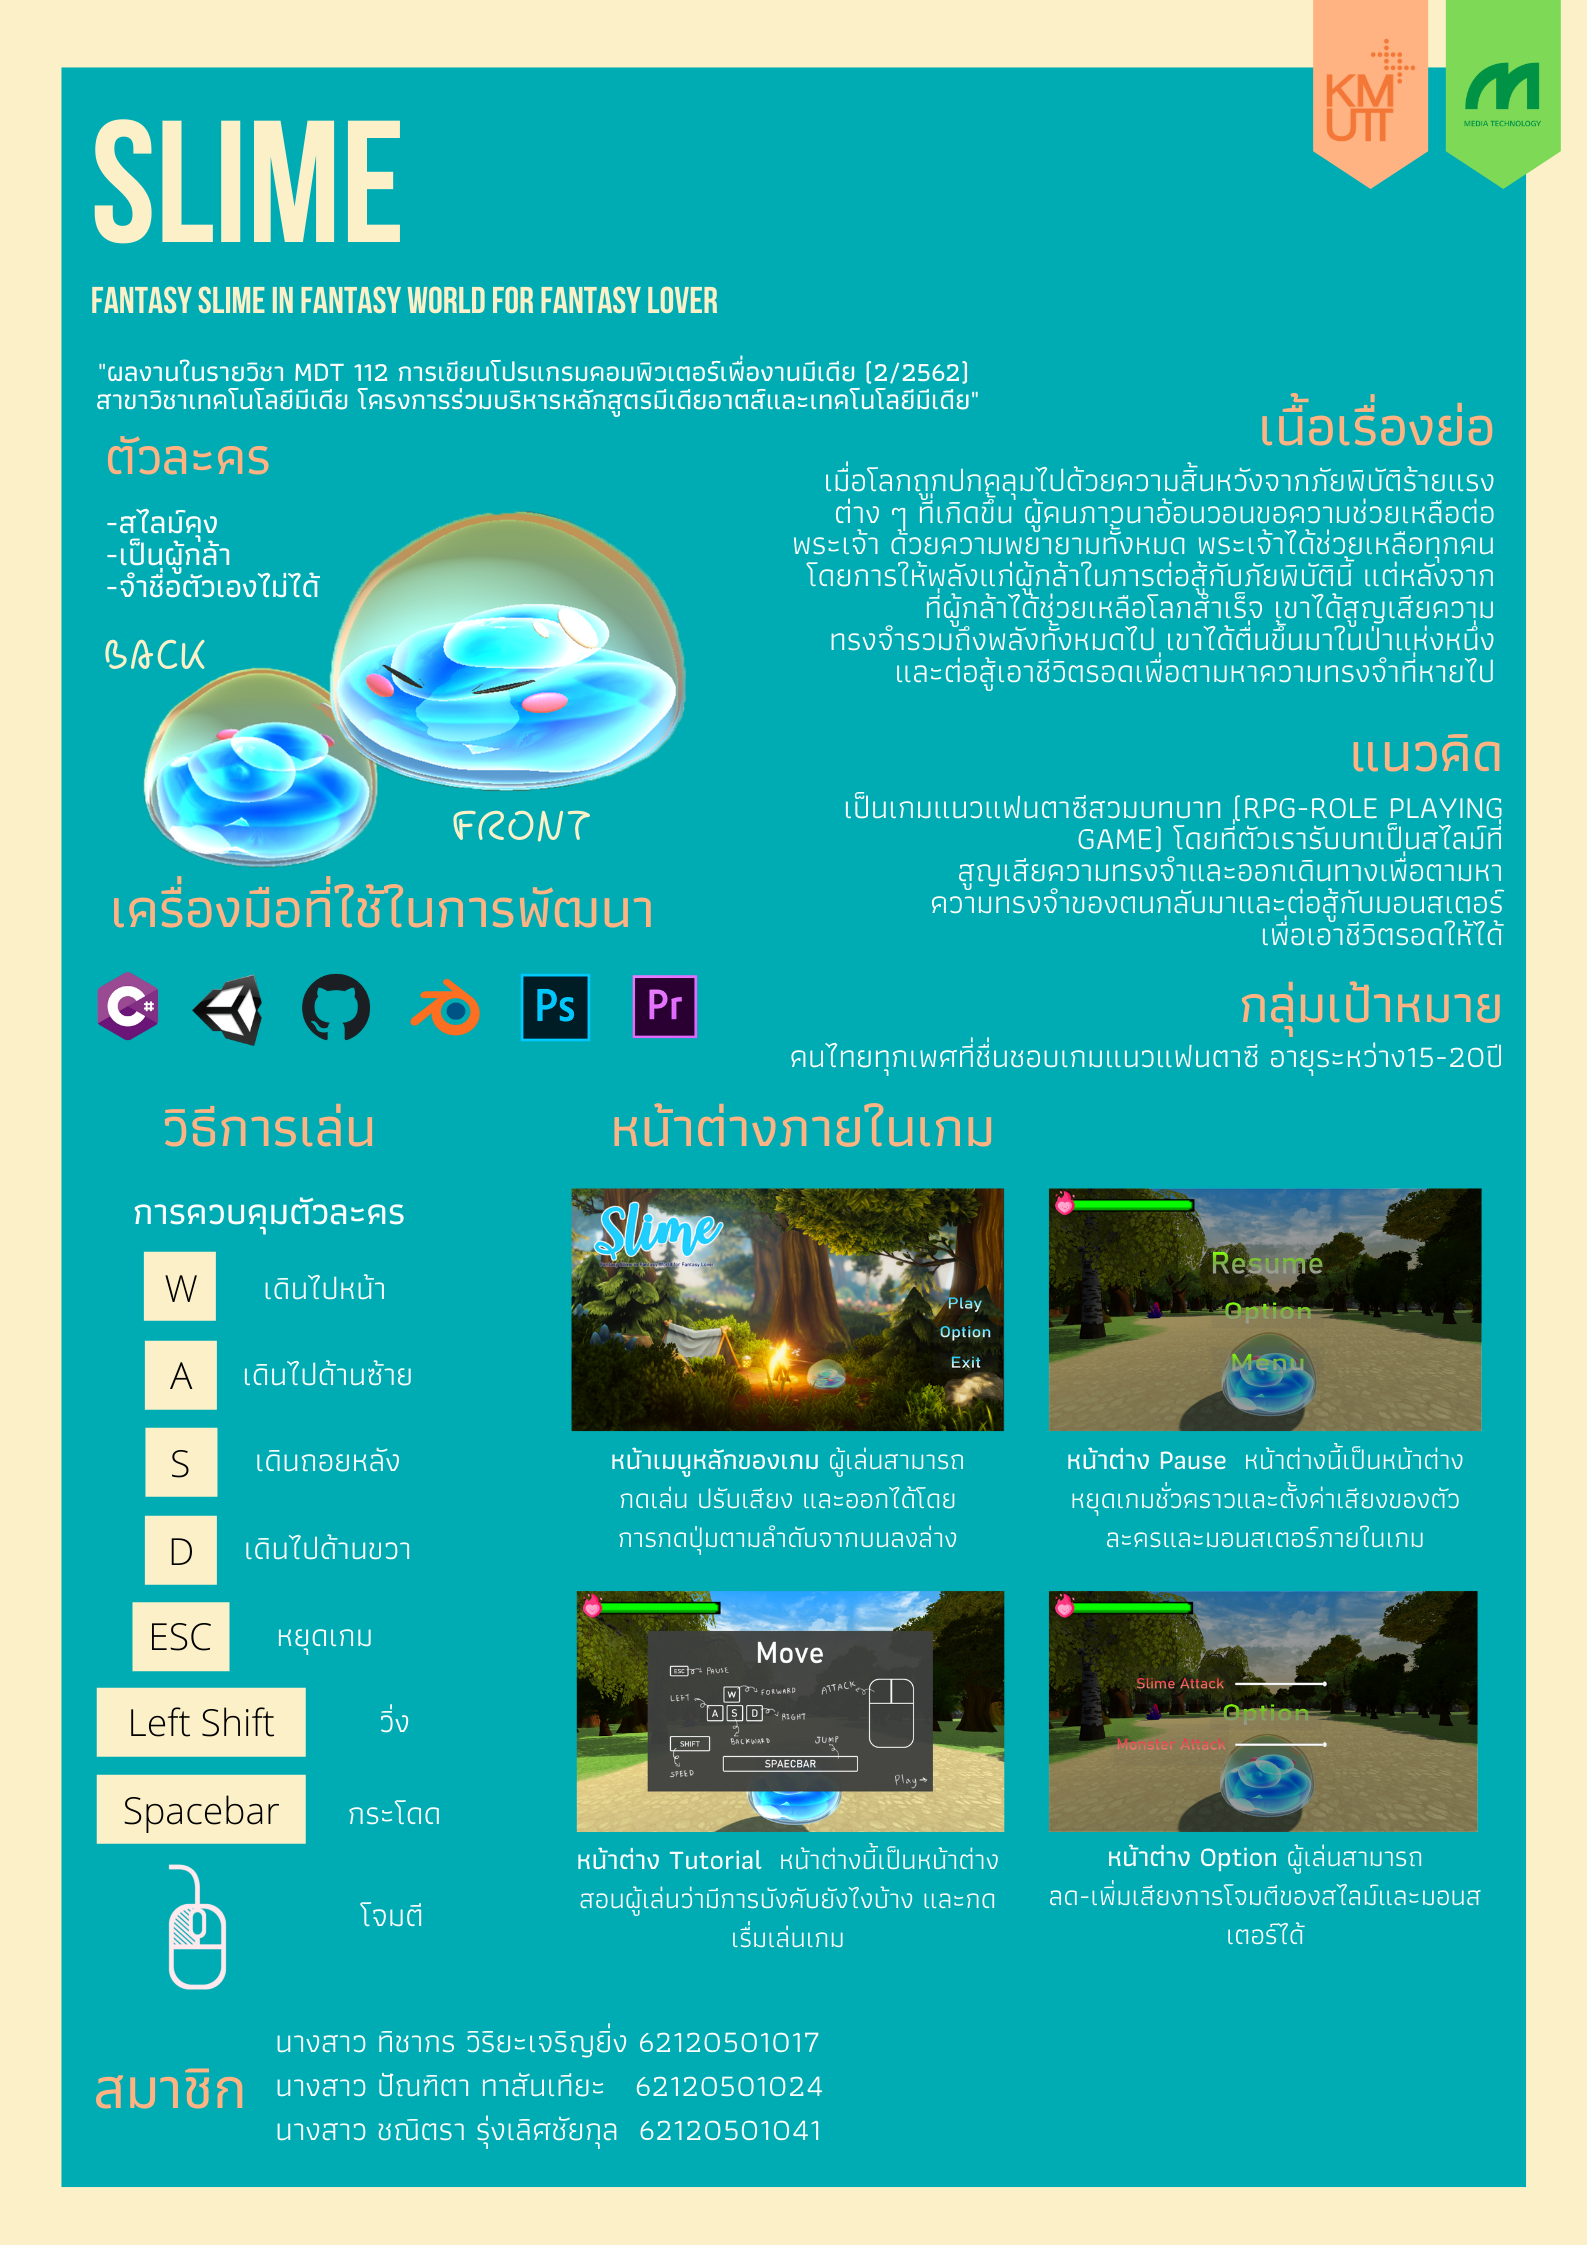 KM
UTT
MEDIA TECHNOLOGY
SLIME
FANTASY SLIME IN FANTASY WORLD FOR FANTASY LOVER
"ผลงานในรายวิชา MDT 112 การเขียนโปรแกรมคอมพิวเตอร์เพื่องานมีเดีย (2/2562)
สาขาวิชาเทคโนโลยีมีเดีย โครงการร่วมบริหารหลักสูตรมีเดียอาตส์และเทคโนโลยีมีเดีย"
ตัวละคร
-สไลม์คุง
-เป็นผู้กล้า
-จำชื่อตัวเองไม่ได้
BACK
FRONT
เนื้อเรื่องย่อ
เมื่อโลกถูกปกคลุมไปด้วยความสิ้นหวังจากภัยพิบัติร้ายแรง
ต่าง ๆ ที่เกิดขึ้น ผู้คนภาวนาอ้อนวอนขอความช่วยเหลือต่อ
พระเจ้า ด้วยความพยายามทั้งหมด พระเจ้าได้ช่วยเหลือทุกคน
โดยการให้พลังแก่ผู้กล้าในการต่อสู้กับภัยพิบัตินี้ แต่หลังจาก
ที่ผู้กล้าได้ช่วยเหลือโลกสำเร็จ เขาได้สูญเสียความ
ทรงจำรวมถึงพลังทั้งหมดไป เขาได้ตื่นขึ้นมาในป่าแห่งหนึ่ง
และต่อสู้เอาชีวิตรอดเพื่อตามหาความทรงจำที่หายไป
แนวคิด
เป็นเกมแนวแฟนตาซีสวมบทบาท (RPG-ROLE PLAYING
GAME) โดยที่ตัวเรารับบทเป็นสไลม์ที่
สูญเสียความทรงจำและออกเดินทางเพื่อตามหา
ความทรงจำของตนกลับมาและต่อสู้กับมอนสเตอร์
เพื่อเอาชีวิตรอดให้ได้
เครื่องมือที่ใช้ในการพัฒนา
C#
Ps
Pr
กลุ่มเป้าหมาย
คนไทยทุกเพศที่ชื่นชอบเกมแนวแฟนตาซี อายุระหว่าง15-20ปี
วิธีการเล่น
การควบคุมตัวละคร
W เดินไปหน้า
A เดินไปด้านซ้าย
S เดินถอยหลัง
D เดินไปด้านขวา
ESC หยุดเกม
Left Shift วิ่ง
Spacebar กระโดด
โจมตี
หน้าต่างภายในเกม
Slime
Play
Option
Exit
หน้าเมนูหลักของเกม ผู้เล่นสามารถ
กดเล่น ปรับเสียง และออกได้โดย
การกดปุ่มตามลำดับจากบนลงล่าง
Resume
Option
Menu
หน้าต่าง Pause หน้าต่างนี้เป็นหน้าต่าง
หยุดเกมชั่วคราวและตั้งค่าเสียงของตัว
ละครและมอนสเตอร์ภายในเกม
Move
ESC PAUSE
LEFT W FORWARD ATTACK
A S D RIGHT
SHIFT BACKWARD JUMP
SPAECBAR
SPEED
Play
หน้าต่าง Tutorial หน้าต่างนี้เป็นหน้าต่าง
สอนผู้เล่นว่ามีการบังคับยังไงบ้าง และกด
เริ่มเล่นเกม
Slime Attack
Option
Monster Attack
หน้าต่าง Option ผู้เล่นสามารถ
ลด-เพิ่มเสียงการโจมตีของสไลม์และมอนส
เตอร์ได้
สมาชิก
นางสาว ทิชากร วิริยะเจริญยิ่ง 62120501017
นางสาว ปัณฑิตา ทาสันเทียะ 62120501024
นางสาว ชณิตรา รุ่งเลิศชัยกุล 62120501041